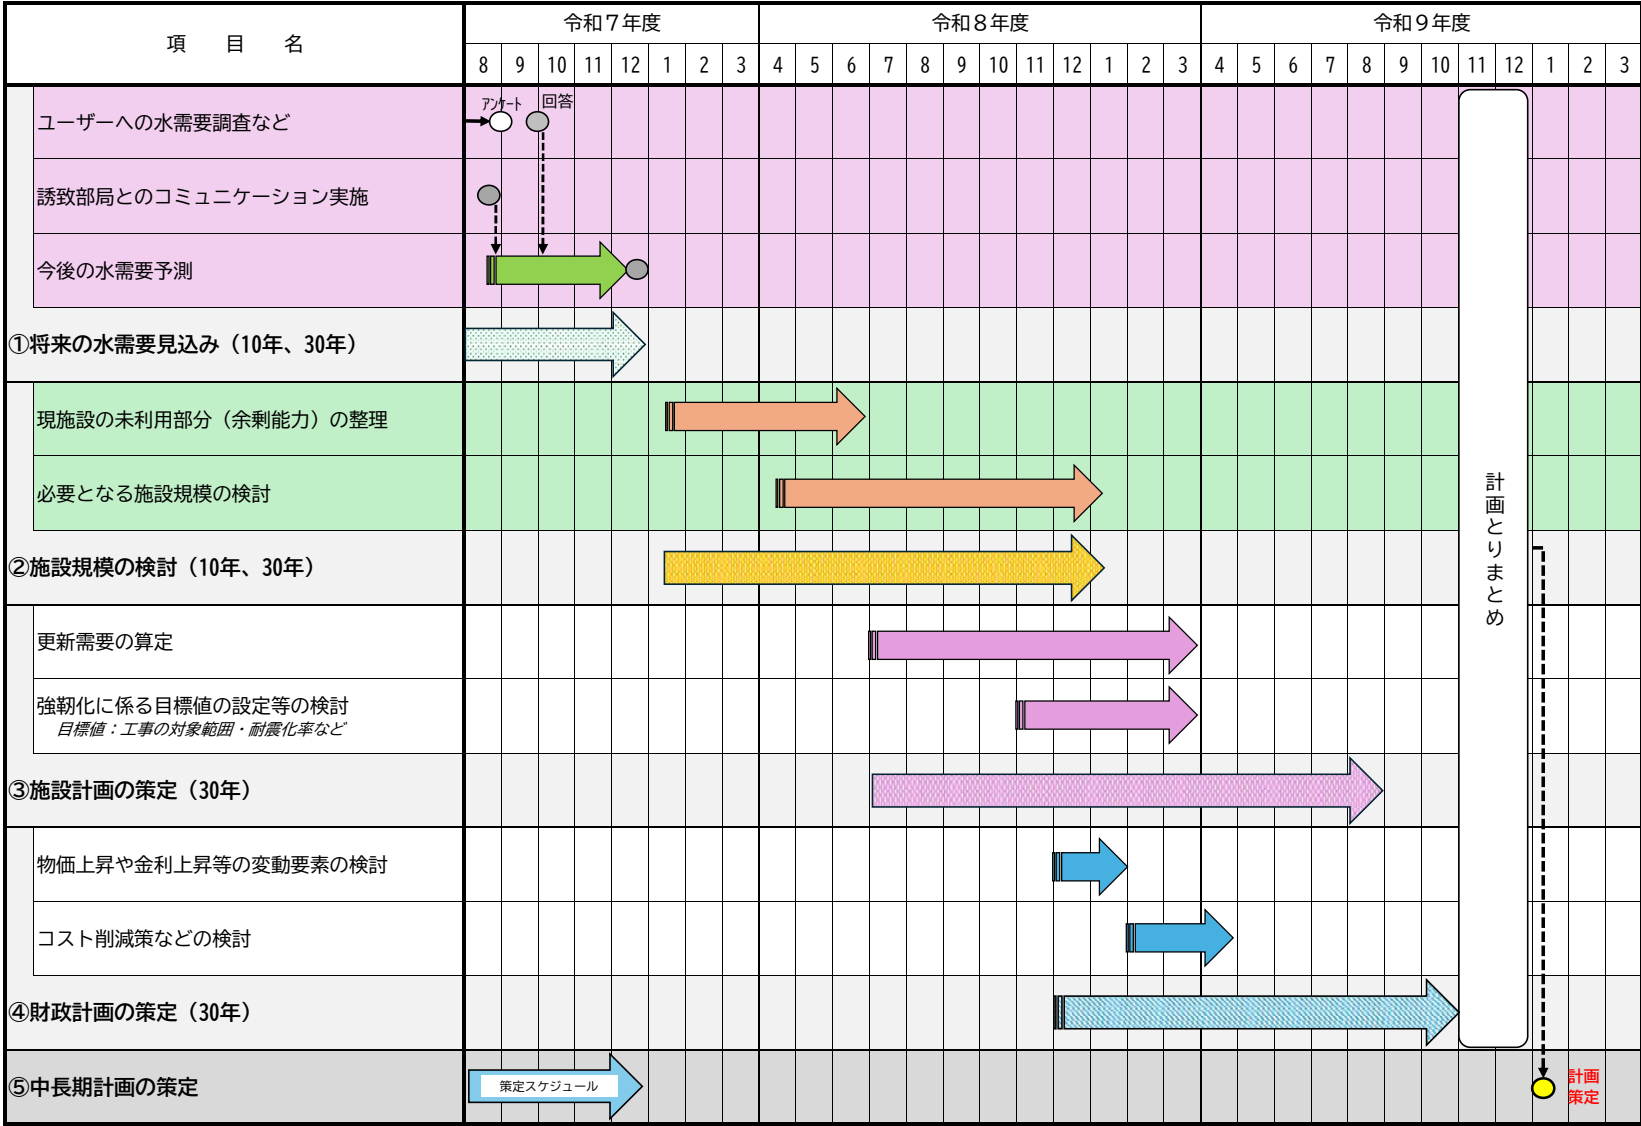 項　目　名
令和７年度
令和８年度
令和９年度
8 9 10 11 12 1 2 3 4 5 6 7 8 9 10 11 12 1 2 3 4 5 6 7 8 9 10 11 12 1 2 3
ユーザーへの水需要調査など
ｱﾝｹｰﾄ
回答
誘致部局とのコミュニケーション実施
今後の水需要予測
①将来の水需要見込み（10年、30年）
現施設の未利用部分（余剰能力）の整理
必要となる施設規模の検討
②施設規模の検討（10年、30年）
更新需要の算定
強靭化に係る目標値の設定等の検討
目標値：工事の対象範囲・耐震化率など
③施設計画の策定（30年）
物価上昇や金利上昇等の変動要素の検討
コスト削減策などの検討
④財政計画の策定（30年）
計画とりまとめ
⑤中長期計画の策定
策定スケジュール
計画
策定